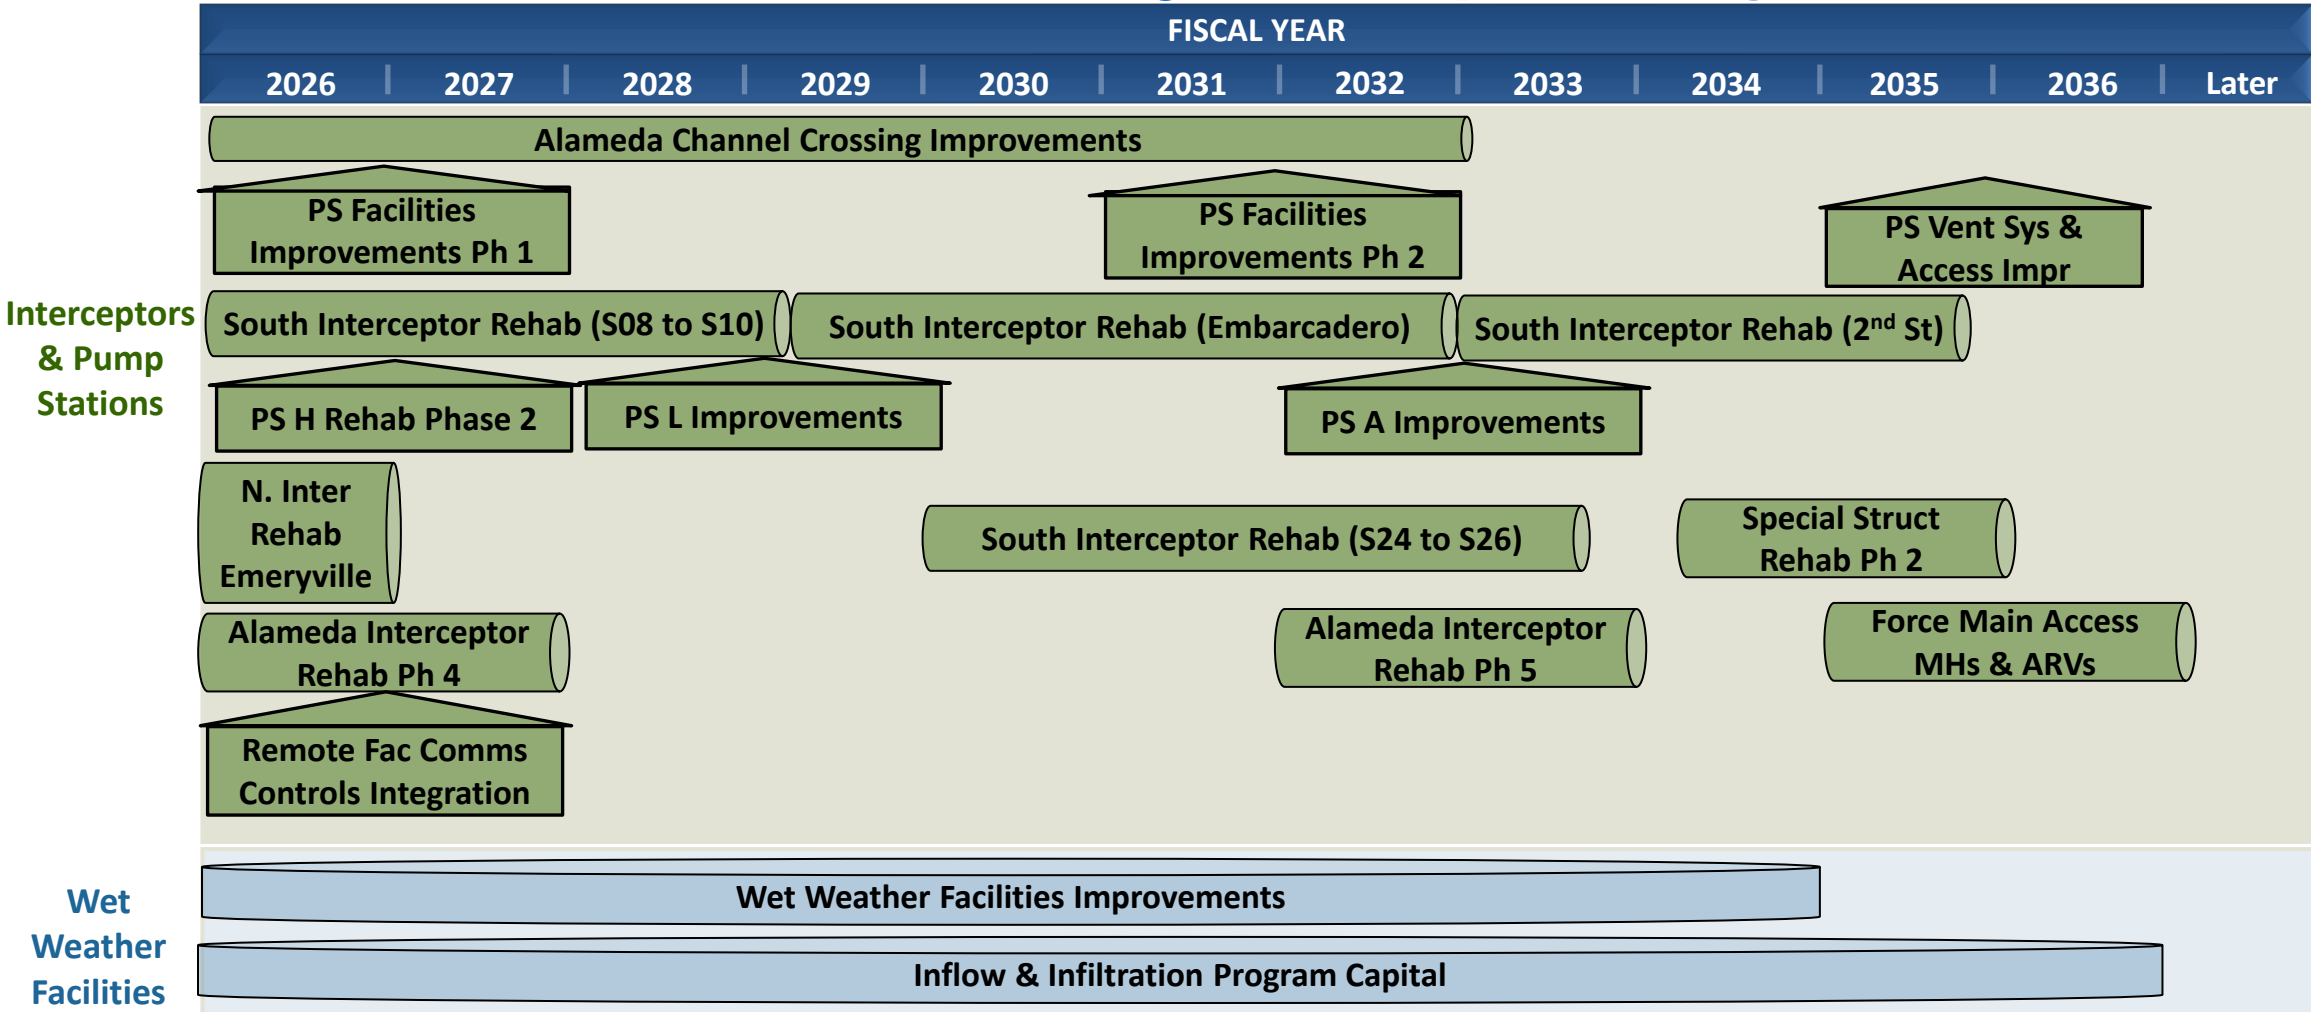 FISCAL YEAR
2026 2027 2028 2029 2030 2031 2032 2033 2034 2035 2036 Later
Alameda Channel Crossing Improvements
PS Facilities
Improvements Ph 1
PS Facilities
Improvements Ph 2
PS Vent Sys &
Access Impr
Interceptors
& Pump
Stations
South Interceptor Rehab (S08 to S10)
South Interceptor Rehab (Embarcadero)
South Interceptor Rehab (2nd St)
PS H Rehab Phase 2
PS L Improvements
PS A Improvements
N. Inter
Rehab
Emeryville
South Interceptor Rehab (S24 to S26)
Special Struct
Rehab Ph 2
Alameda Interceptor
Rehab Ph 4
Alameda Interceptor
Rehab Ph 5
Force Main Access
MHs & ARVs
Remote Fac Comms
Controls Integration
Wet
Weather
Facilities
Wet Weather Facilities Improvements
Inflow & Infiltration Program Capital